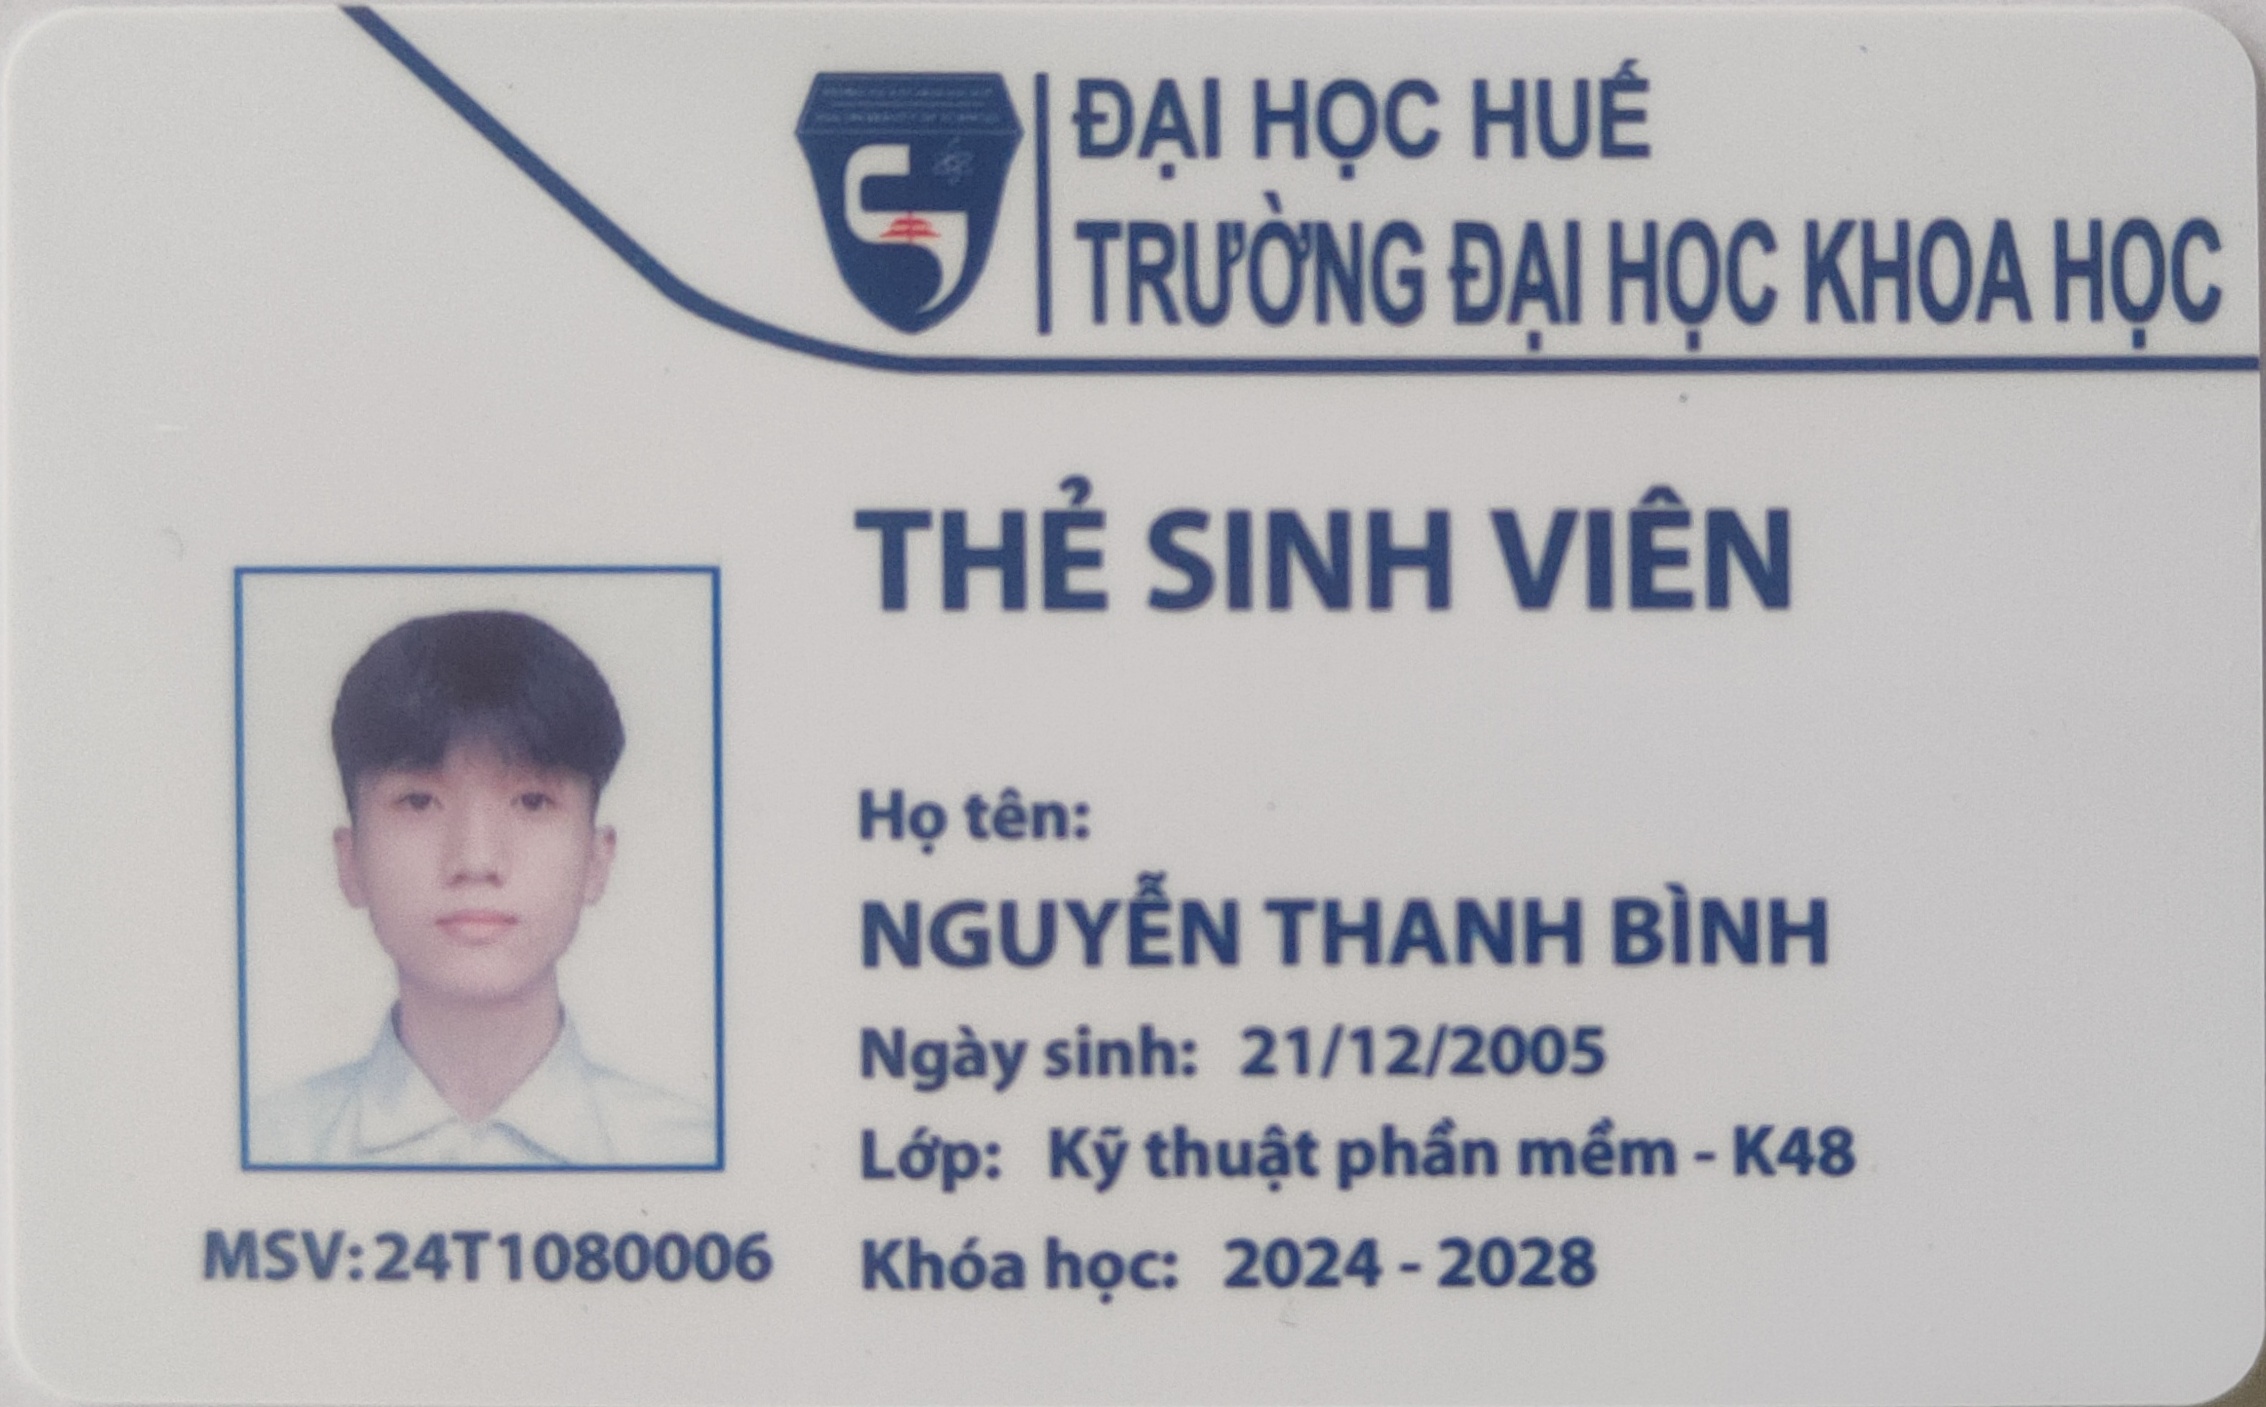 ĐẠI HỌC HUẾ
TRƯỜNG ĐẠI HỌC KHOA HỌC
THẺ SINH VIÊN
Họ tên:
NGUYỄN THANH BÌNH
Ngày sinh: 21/12/2005
Lớp: Kỹ thuật phần mềm - K48
Khóa học: 2024 - 2028
MSV: 24T1080006